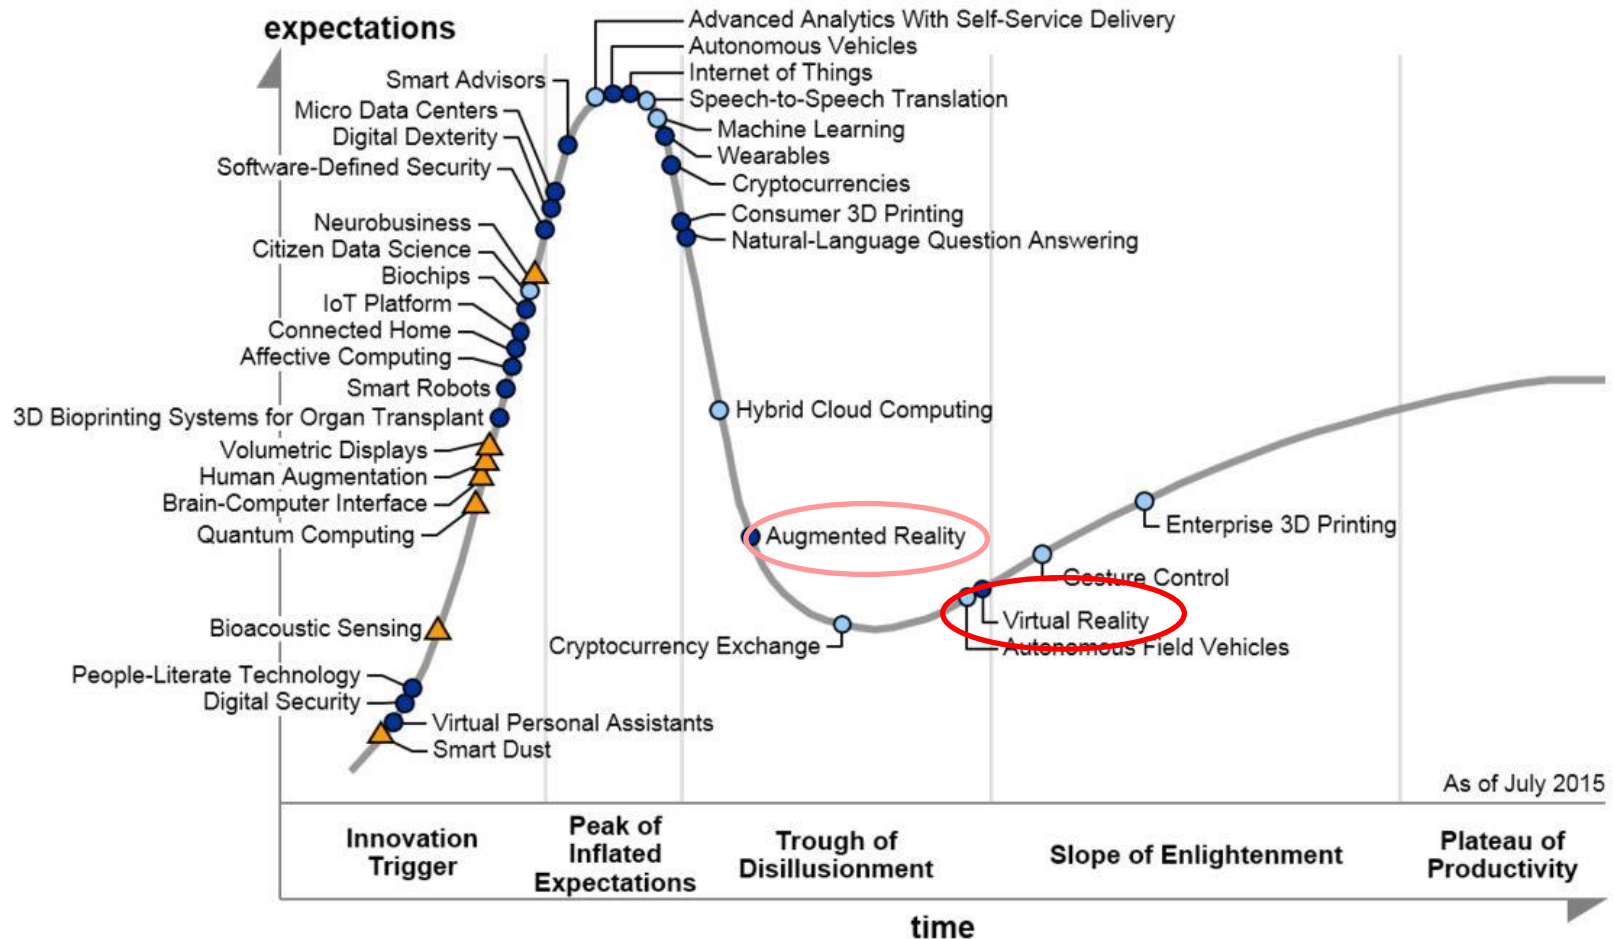 expectations
Advanced Analytics With Self-Service Delivery
Autonomous Vehicles
Internet of Things
Speech-to-Speech Translation
Machine Learning
Wearables
Cryptocurrencies
Consumer 3D Printing
Natural-Language Question Answering
Smart Advisors
Micro Data Centers
Digital Dexterity
Software-Defined Security
Neurobusiness
Citizen Data Science
Biochips
IoT Platform
Connected Home
Affective Computing
Smart Robots
3D Bioprinting Systems for Organ Transplant
Volumetric Displays
Human Augmentation
Brain-Computer Interface
Quantum Computing
Bioacoustic Sensing
People-Literate Technology
Digital Security
Virtual Personal Assistants
Smart Dust
Hybrid Cloud Computing
Augmented Reality
Cryptocurrency Exchange
Enterprise 3D Printing
Gesture Control
Virtual Reality
Autonomous Field Vehicles
As of July 2015
Innovation
Trigger
Peak of
Inflated
Expectations
Trough of
Disillusionment
Slope of Enlightenment
Plateau of
Productivity
time